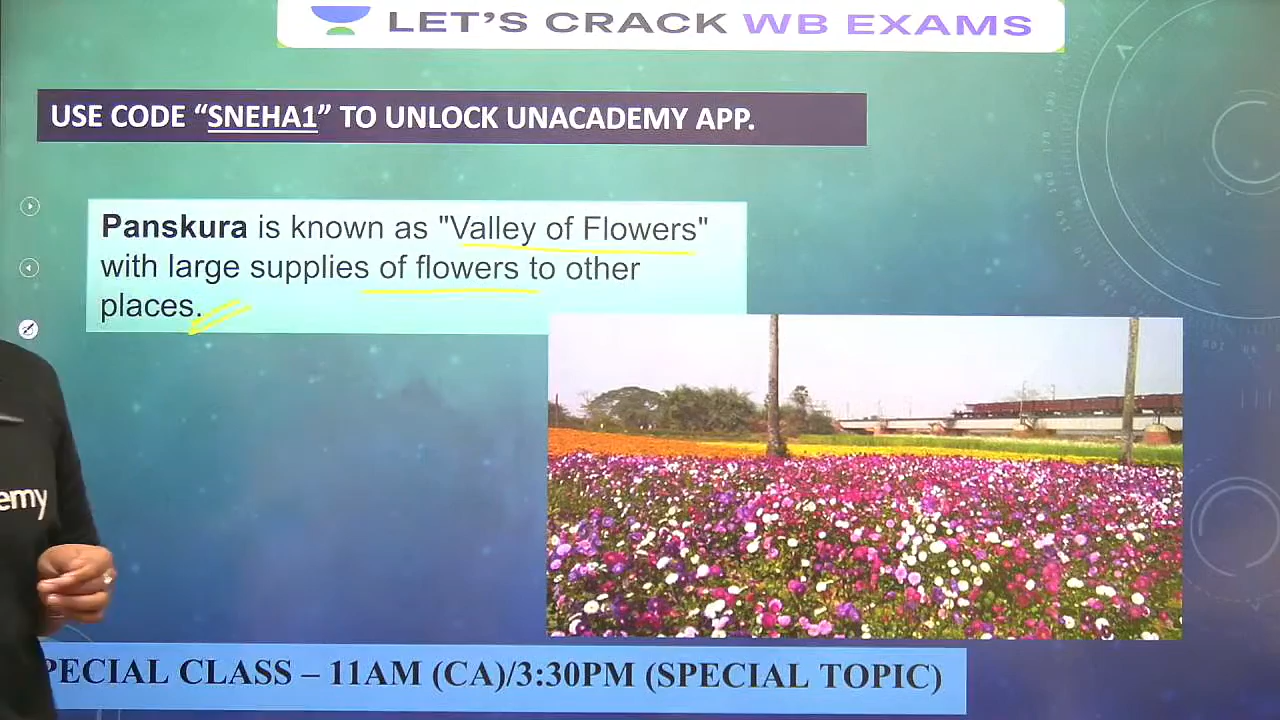 LET'S CRACK WB EXAMS
USE CODE “SNEHA1” TO UNLOCK UNACADEMY APP.
Panskura is known as "Valley of Flowers"
with large supplies of flowers to other
places.
emy
PECIAL CLASS – 11AM (CA)/3:30PM (SPECIAL TOPIC)